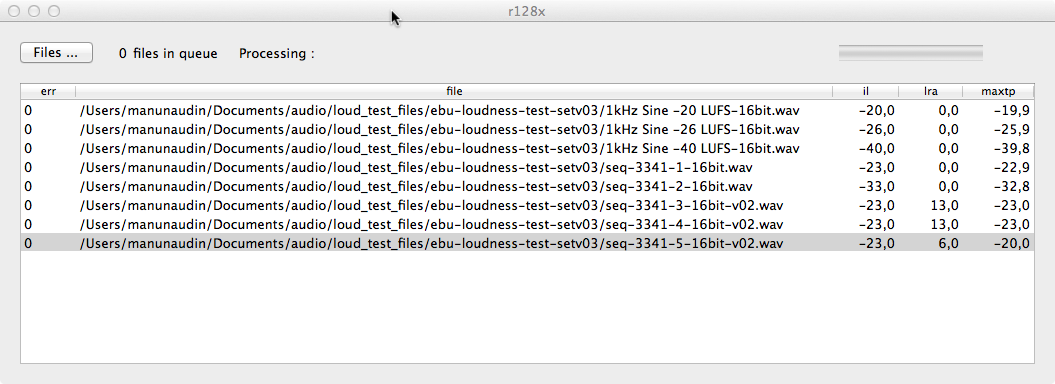 r128x
Files ... 0 files in queue Processing :
err file il lra maxtp
0 /Users/manunaudin/Documents/audio/loud_test_files/ebu-loudness-test-setv03/1kHz Sine -20 LUFS-16bit.wav -20,0 0,0 -19,9
0 /Users/manunaudin/Documents/audio/loud_test_files/ebu-loudness-test-setv03/1kHz Sine -26 LUFS-16bit.wav -26,0 0,0 -25,9
0 /Users/manunaudin/Documents/audio/loud_test_files/ebu-loudness-test-setv03/1kHz Sine -40 LUFS-16bit.wav -40,0 0,0 -39,8
0 /Users/manunaudin/Documents/audio/loud_test_files/ebu-loudness-test-setv03/seq-3341-1-16bit.wav -23,0 0,0 -22,9
0 /Users/manunaudin/Documents/audio/loud_test_files/ebu-loudness-test-setv03/seq-3341-2-16bit.wav -33,0 0,0 -32,8
0 /Users/manunaudin/Documents/audio/loud_test_files/ebu-loudness-test-setv03/seq-3341-3-16bit-v02.wav -23,0 13,0 -23,0
0 /Users/manunaudin/Documents/audio/loud_test_files/ebu-loudness-test-setv03/seq-3341-4-16bit-v02.wav -23,0 13,0 -23,0
0 /Users/manunaudin/Documents/audio/loud_test_files/ebu-loudness-test-setv03/seq-3341-5-16bit-v02.wav -23,0 6,0 -20,0